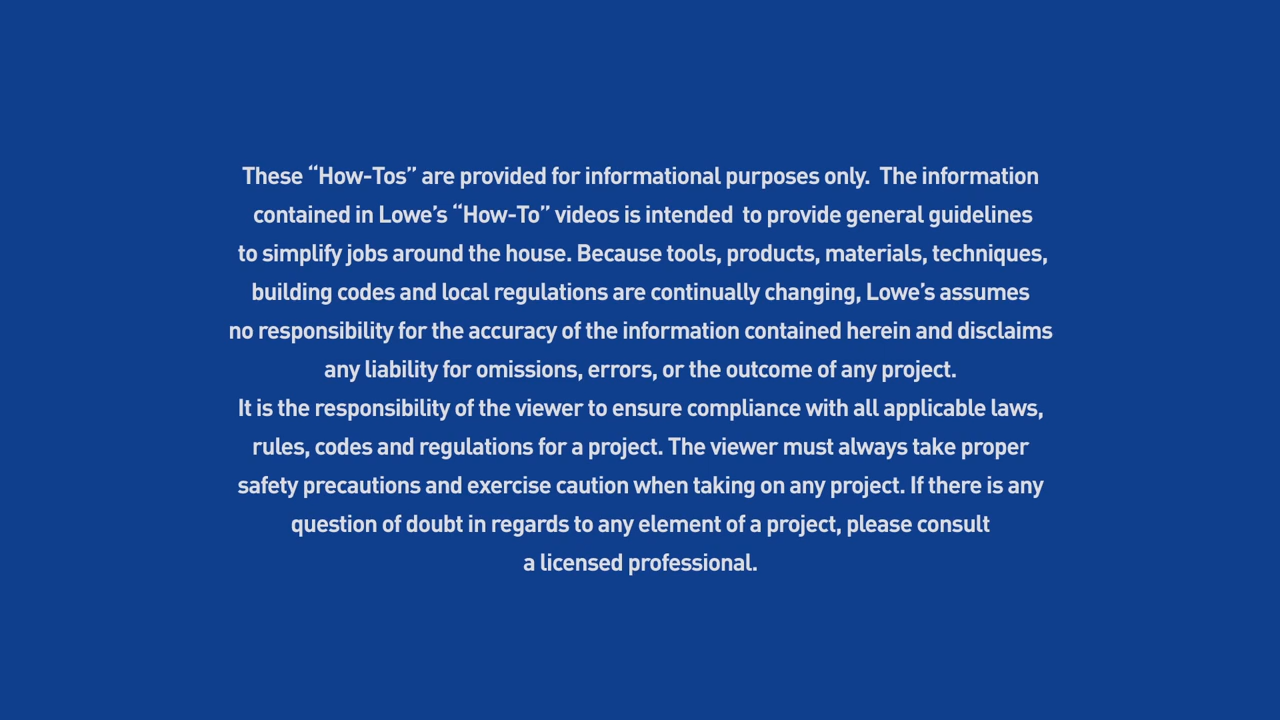 These “How-Tos” are provided for informational purposes only.  The information
contained in Lowe’s “How-To” videos is intended  to provide general guidelines
to simplify jobs around the house. Because tools, products, materials, techniques,
building codes and local regulations are continually changing, Lowe’s assumes
no responsibility for the accuracy of the information contained herein and disclaims
any liability for omissions, errors, or the outcome of any project.
It is the responsibility of the viewer to ensure compliance with all applicable laws,
rules, codes and regulations for a project. The viewer must always take proper
safety precautions and exercise caution when taking on any project. If there is any
question of doubt in regards to any element of a project, please consult
a licensed professional.